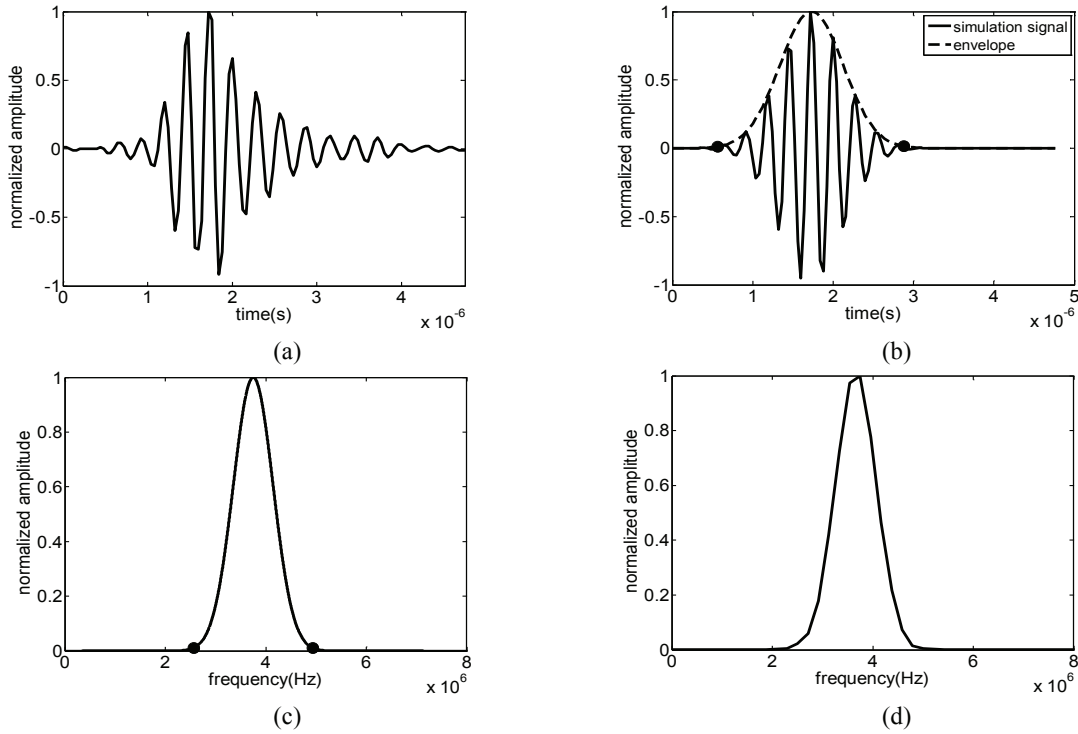 1
0.5
0
-0.5
-1
normalized amplitude
0 1 2 3 4
time(s)
x 10⁻⁶
(a)
1
0.5
0
-0.5
-1
normalized amplitude
simulation signal
envelope
0 1 2 3 4 5
time(s)
x 10⁻⁶
(b)
1
0.8
0.6
0.4
0.2
0
normalized amplitude
0 2 4 6 8
frequency(Hz)
x 10⁶
(c)
1
0.8
0.6
0.4
0.2
0
normalized amplitude
0 2 4 6 8
frequency(Hz)
x 10⁶
(d)